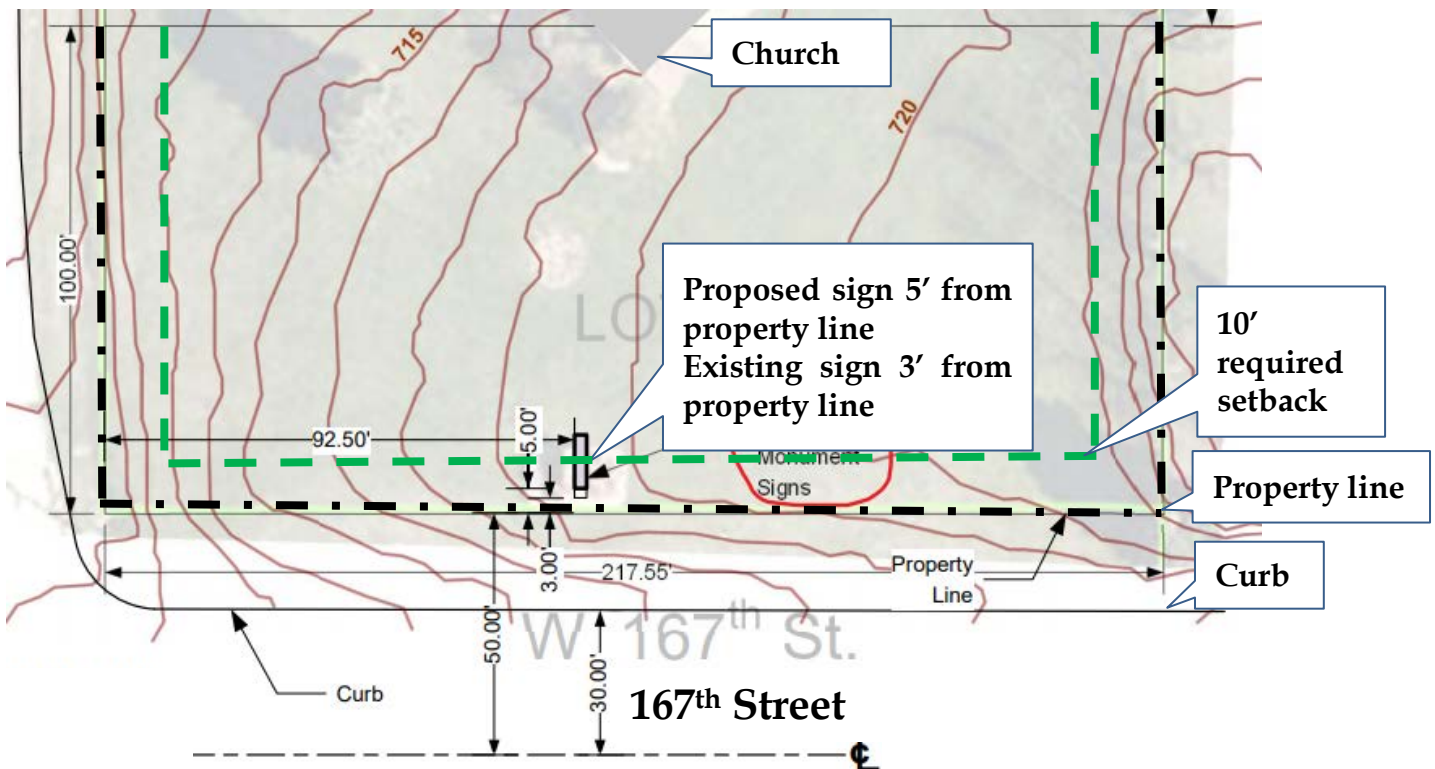 715
Church
720
100.00'
Proposed sign 5’ from
property line
Existing sign 3’ from
property line
10’
required
setback
92.50'
5.00'
Monument
Signs
Property line
3.00'
217.55'
Property
Line
Curb
50.00'
W 167th St.
30.00'
Curb
167th Street
℄